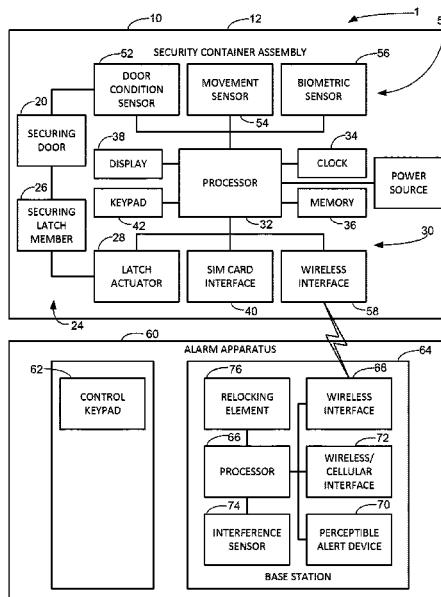 10
12
1
5
SECURITY CONTAINER ASSEMBLY
52
56
DOOR
CONDITION
SENSOR
MOVEMENT
SENSOR
BIOMETRIC
SENSOR
20
38
54
34
SECURING
DOOR
DISPLAY
CLOCK
PROCESSOR
POWER
SOURCE
26
KEYPAD
MEMORY
42
32
36
SECURING
LATCH
MEMBER
28
30
LATCH
ACTUATOR
SIM CARD
INTERFACE
WIRELESS
INTERFACE
24
40
58
60
ALARM APPARATUS
64
62
76
68
CONTROL
KEYPAD
RELOCKING
ELEMENT
WIRELESS
INTERFACE
66
72
PROCESSOR
WIRELESS/
CELLULAR
INTERFACE
74
70
INTERFERENCE
SENSOR
PERCEPTIBLE
ALERT DEVICE
BASE STATION